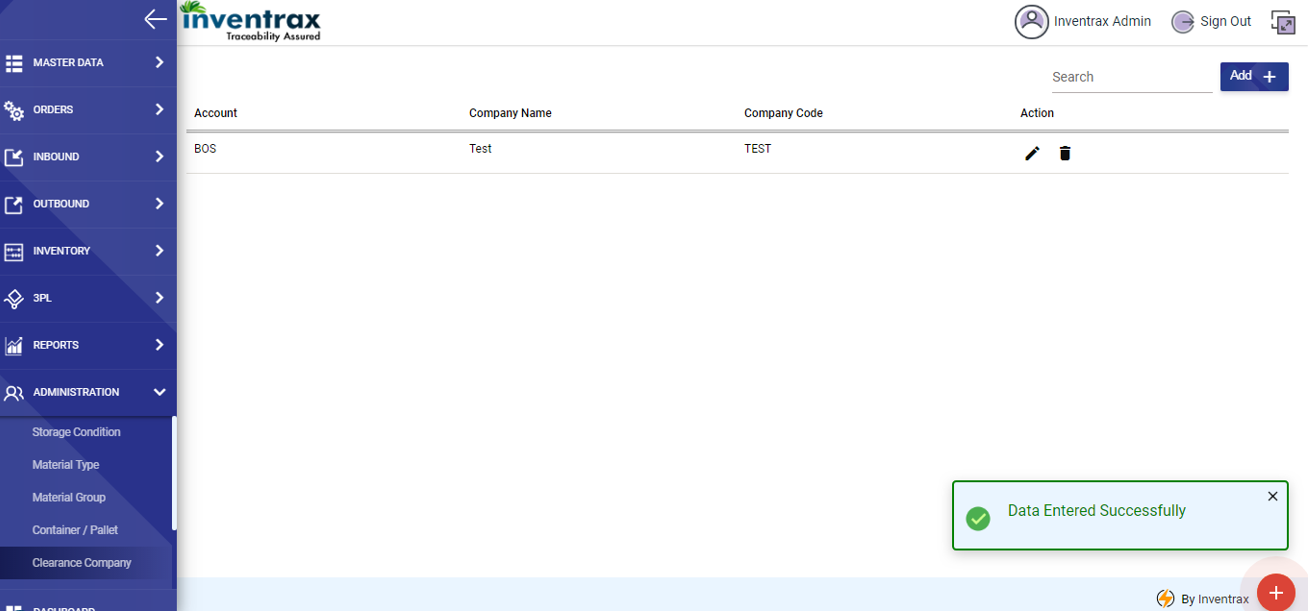 inventrax
Traceability Assured
Inventrax Admin
Sign Out
MASTER DATA
ORDERS
INBOUND
OUTBOUND
INVENTORY
3PL
REPORTS
ADMINISTRATION
Storage Condition
Material Type
Material Group
Container / Pallet
Clearance Company
DASHBOARD
Search
Add +
Account Company Name Company Code Action
BOS Test TEST
Data Entered Successfully
By Inventrax